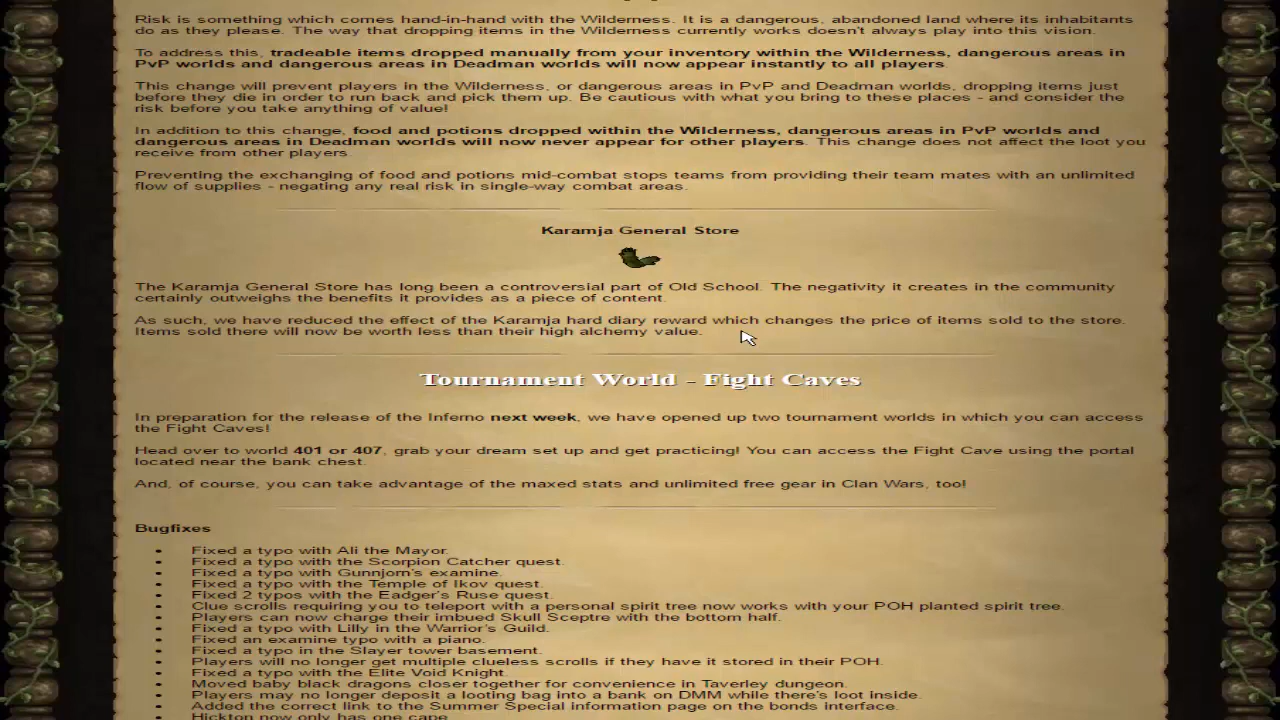 Risk is something which comes hand-in-hand with the Wilderness. It is a dangerous, abandoned land where its inhabitants
do as they please. The way that dropping items in the Wilderness currently works doesn't always play into this vision.
To address this, tradeable items dropped manually from your inventory within the Wilderness, dangerous areas in
PvP worlds and dangerous areas in Deadman worlds will now appear instantly to all players.
This change will prevent players in the Wilderness, or dangerous areas in PvP and Deadman worlds, dropping items just
before they die in order to run back and pick them up. Be cautious with what you bring to these places - and consider the
risk before you take anything of value!
In addition to this change, food and potions dropped within the Wilderness, dangerous areas in PvP worlds and
dangerous areas in Deadman worlds will now never appear for other players. This change does not affect the loot you
receive from other players.
Preventing the exchanging of food and potions mid-combat stops teams from providing their team mates with an unlimited
flow of supplies - negating any real risk in single-way combat areas.
Karamja General Store
The Karamja General Store has long been a controversial part of Old School. The negativity it creates in the community
certainly outweighs the benefits it provides as a piece of content.
As such, we have reduced the effect of the Karamja hard diary reward which changes the price of items sold to the store.
Items sold there will now be worth less than their high alchemy value.
Tournament World - Fight Caves
In preparation for the release of the Inferno next week, we have opened up two tournament worlds in which you can access
the Fight Caves!
Head over to world 401 or 407, grab your dream set up and get practicing! You can access the Fight Cave using the portal
located near the bank chest.
And, of course, you can take advantage of the maxed stats and unlimited free gear in Clan Wars, too!
Bugfixes
• Fixed a typo with Ali the Mayor.
• Fixed a typo with the Scorpion Catcher quest.
• Fixed a typo with Gunnjorn's examine.
• Fixed a typo with the Temple of Ikov quest.
• Fixed 2 typos with the Eadger's Ruse quest.
• Clue scrolls requiring you to teleport with a personal spirit tree now works with your POH planted spirit tree.
• Players can now charge their imbued Skull Sceptre with the bottom half.
• Fixed a typo with Lilly in the Warrior's Guild.
• Fixed an examine typo with a piano.
• Fixed a typo in the Slayer tower basement.
• Players will no longer get multiple clueless scrolls if they have it stored in their POH.
• Fixed a typo with the Elite Void Knight.
• Moved baby black dragons closer together for convenience in Taverley dungeon.
• Players may no longer deposit a looting bag into a bank on DMM while there's loot inside.
• Added the correct link to the Summer Special information page on the bonds interface.
• Hickton now only has one cape